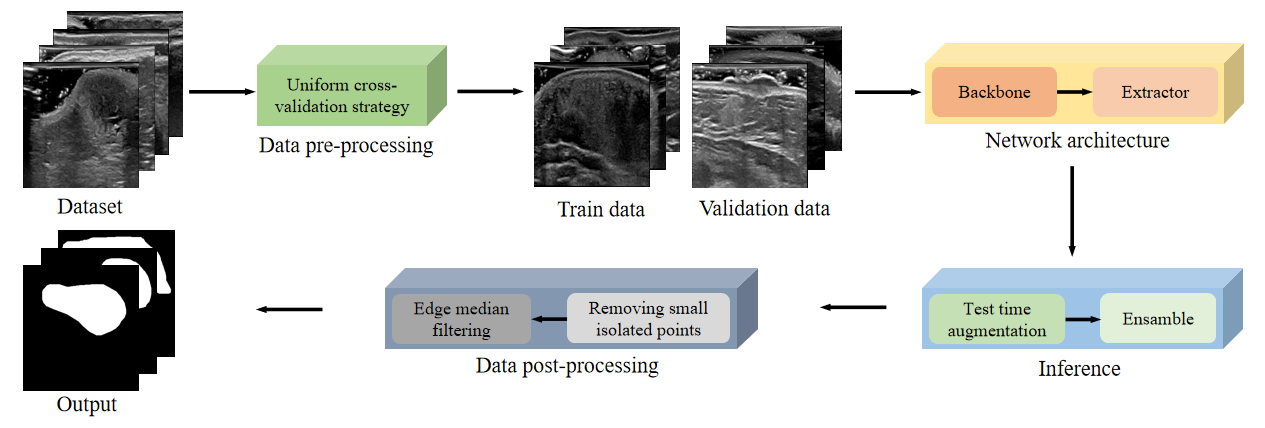 Uniform cross-
validation strategy
Data pre-processing
Dataset
Train data
Validation data
Backbone
Extractor
Network architecture
Test time
augmentation
Ensamble
Inference
Removing small
isolated points
Edge median
filtering
Data post-processing
Output